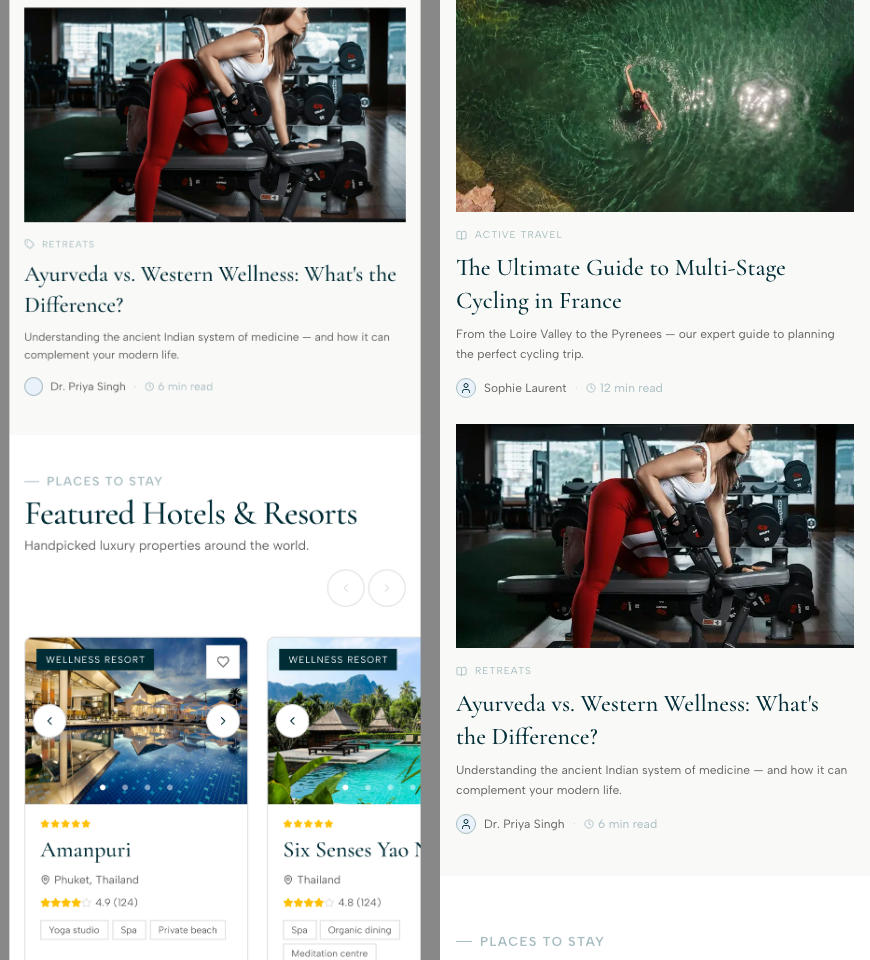 RETREATS
Ayurveda vs. Western Wellness: What's the
Difference?
Understanding the ancient Indian system of medicine — and how it can
complement your modern life.
Dr. Priya Singh · 6 min read
PLACES TO STAY
Featured Hotels & Resorts
Handpicked luxury properties around the world.
WELLNESS RESORT
Amanpuri
Phuket, Thailand
4.9 (124)
Yoga studio Spa Private beach
WELLNESS RESORT
Six Senses Yao
Thailand
4.8 (124)
Spa Organic dining
Meditation centre
ACTIVE TRAVEL
The Ultimate Guide to Multi-Stage
Cycling in France
From the Loire Valley to the Pyrenees — our expert guide to planning
the perfect cycling trip.
Sophie Laurent · 12 min read
RETREATS
Ayurveda vs. Western Wellness: What's
the Difference?
Understanding the ancient Indian system of medicine — and how it can
complement your modern life.
Dr. Priya Singh · 6 min read
PLACES TO STAY